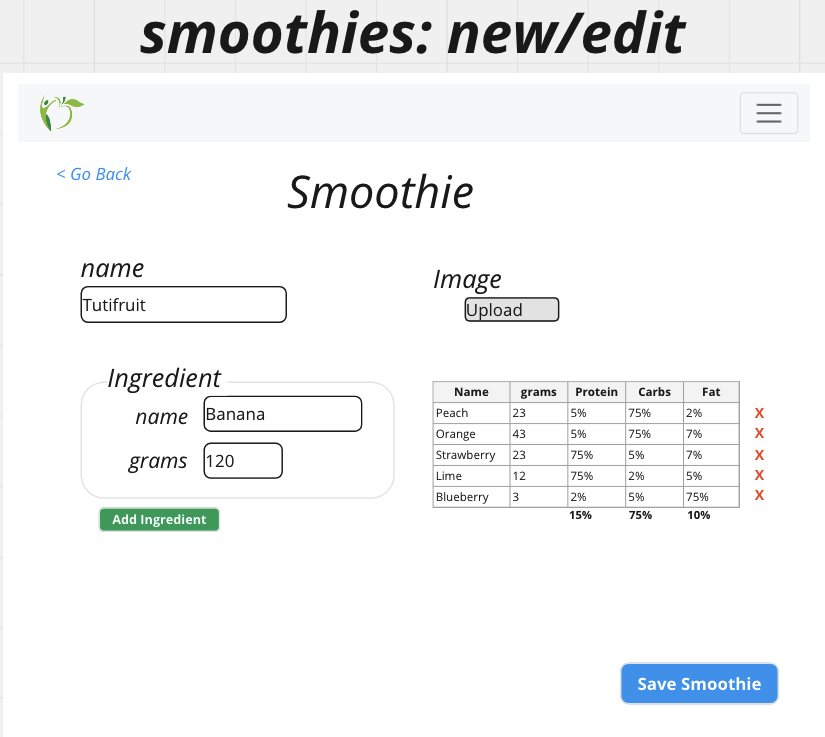 smoothies: new/edit
< Go Back
Smoothie
name
Tutifruit
Image
Upload
Ingredient
name Banana
grams 120
Add Ingredient
Name grams Protein Carbs Fat
Peach 23 5% 75% 2% X
Orange 43 5% 75% 7% X
Strawberry 23 75% 5% 7% X
Lime 12 75% 2% 5% X
Blueberry 3 2% 5% 75% X
15% 75% 10%
Save Smoothie